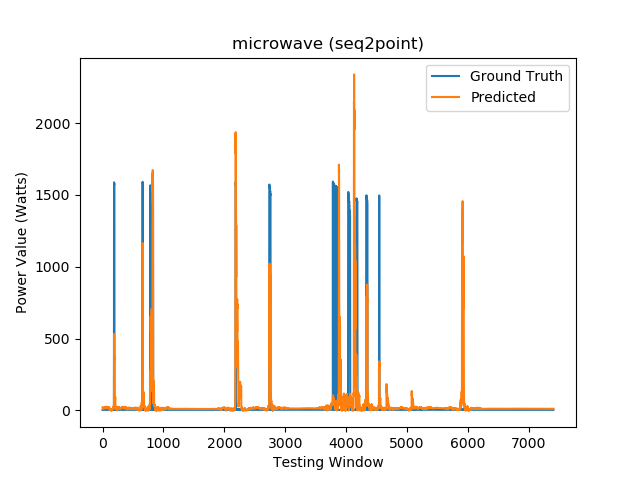 microwave (seq2point)
Ground Truth
Predicted
Power Value (Watts)
2000
1500
1000
500
0
0 1000 2000 3000 4000 5000 6000 7000
Testing Window